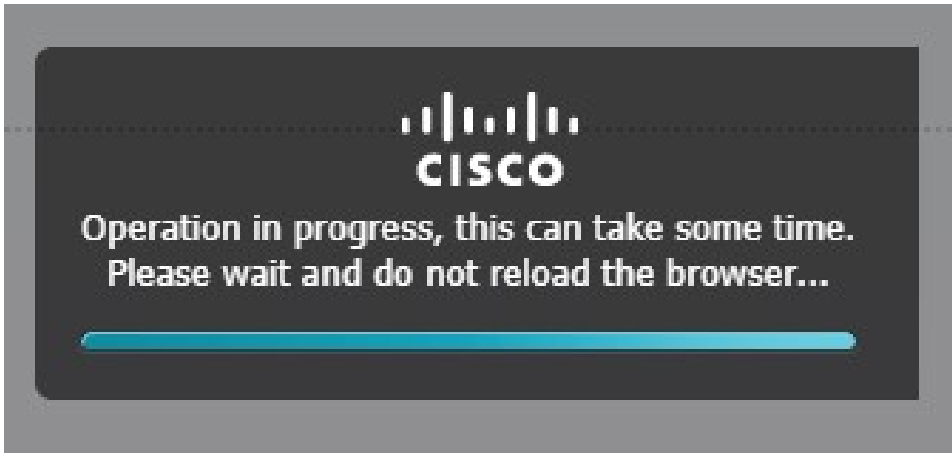 CISCO
Operation in progress, this can take some time.
Please wait and do not reload the browser...